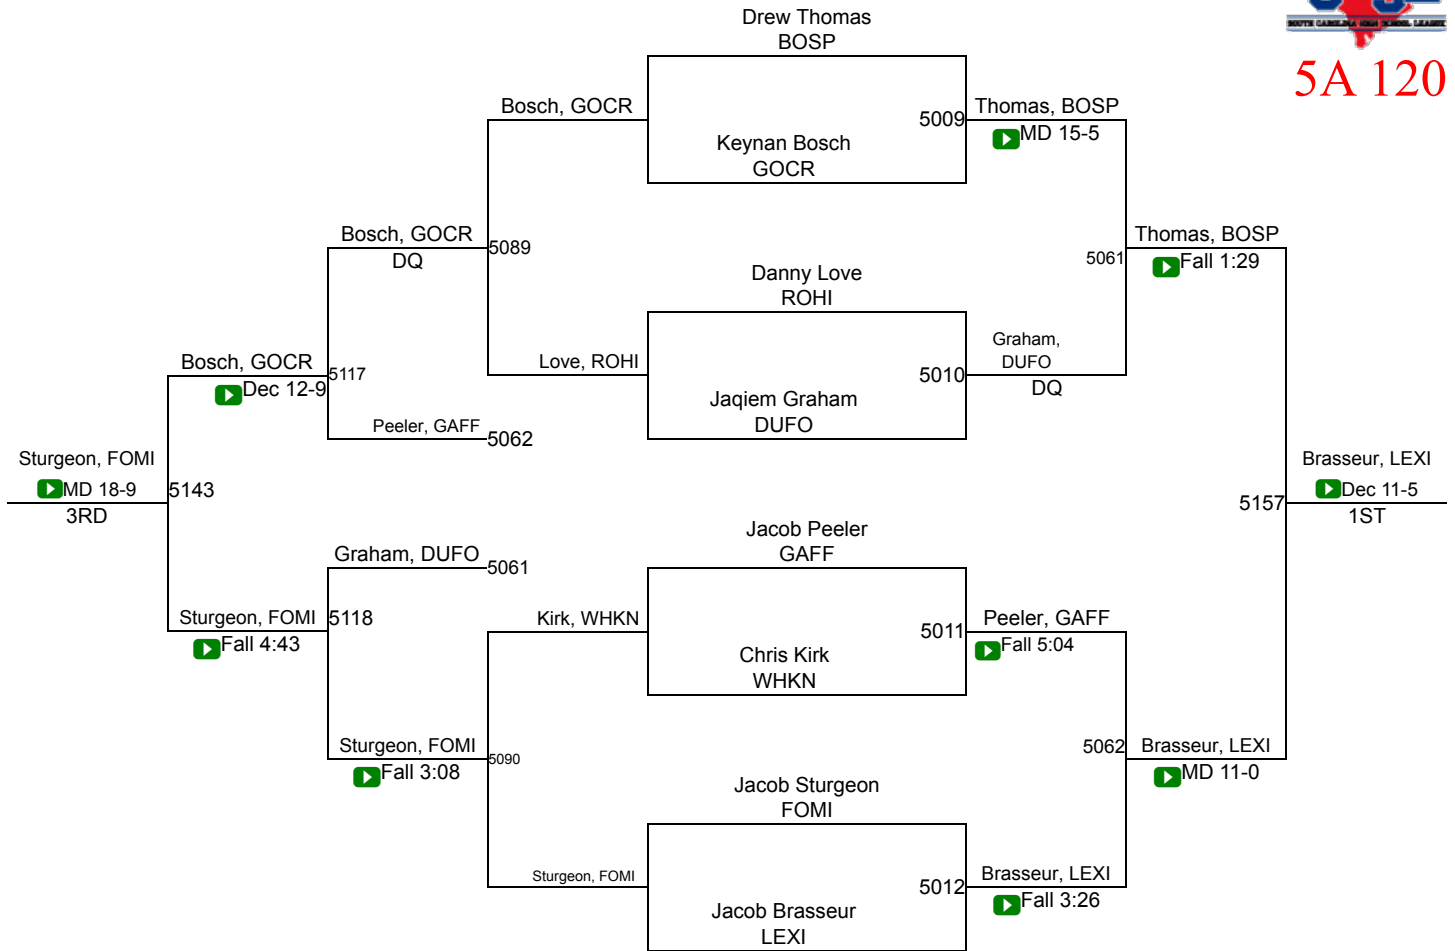 SOUTH CAROLINA HIGH SCHOOL LEAGUE
5A 120
Drew Thomas
BOSP
Bosch, GOCR
5009
Thomas, BOSP
MD 15-5
Keynan Bosch
GOCR
Bosch, GOCR
DQ
5089
5061
Thomas, BOSP
Fall 1:29
Danny Love
ROHI
Bosch, GOCR
Dec 12-9
5117
Love, ROHI
5010
Graham,
DUFO
DQ
Jaqiem Graham
DUFO
Peeler, GAFF
5062
Sturgeon, FOMI
MD 18-9
3RD
5143
5157
Brasseur, LEXI
Dec 11-5
1ST
Jacob Peeler
GAFF
Graham, DUFO
5061
Sturgeon, FOMI
Fall 4:43
5118
Kirk, WHKN
5011
Peeler, GAFF
Fall 5:04
Chris Kirk
WHKN
Sturgeon, FOMI
Fall 3:08
5090
5062
Brasseur, LEXI
MD 11-0
Jacob Sturgeon
FOMI
Sturgeon, FOMI
5012
Brasseur, LEXI
Fall 3:26
Jacob Brasseur
LEXI